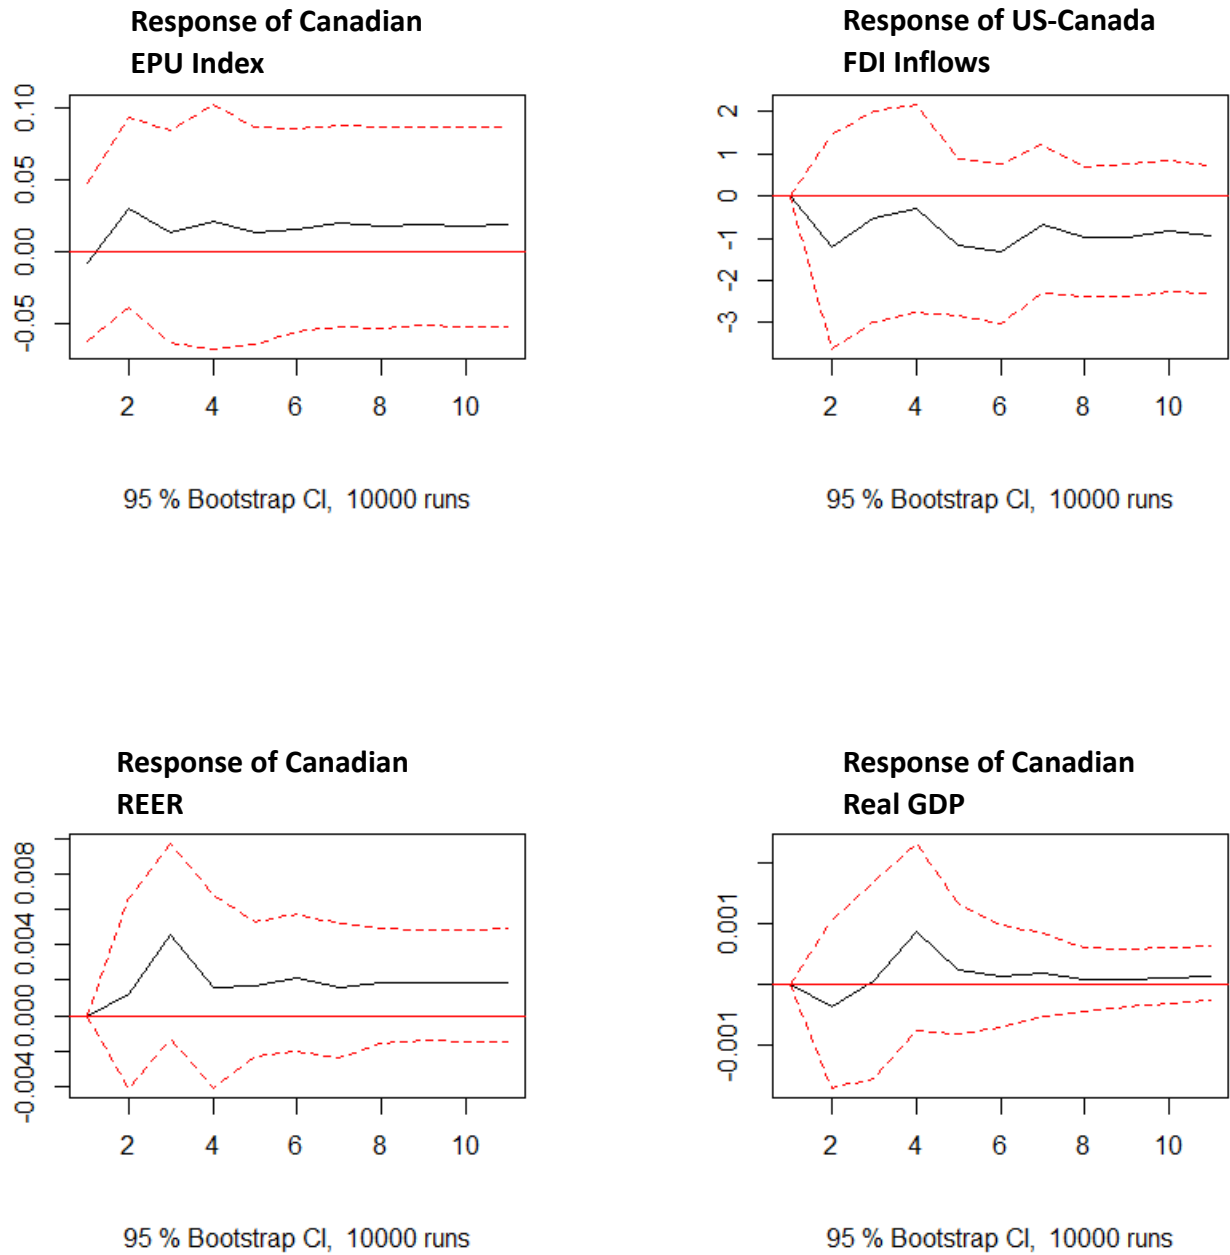 Response of Canadian
EPU Index
0.10
0.05
0.00
-0.05
2 4 6 8 10
95 % Bootstrap CI, 10000 runs
Response of US-Canada
FDI Inflows
2
1
0
-1
-2
-3
2 4 6 8 10
95 % Bootstrap CI, 10000 runs
Response of Canadian
REER
0.008
0.004
0.000
-0.004
2 4 6 8 10
95 % Bootstrap CI, 10000 runs
Response of Canadian
Real GDP
0.001
-0.001
2 4 6 8 10
95 % Bootstrap CI, 10000 runs